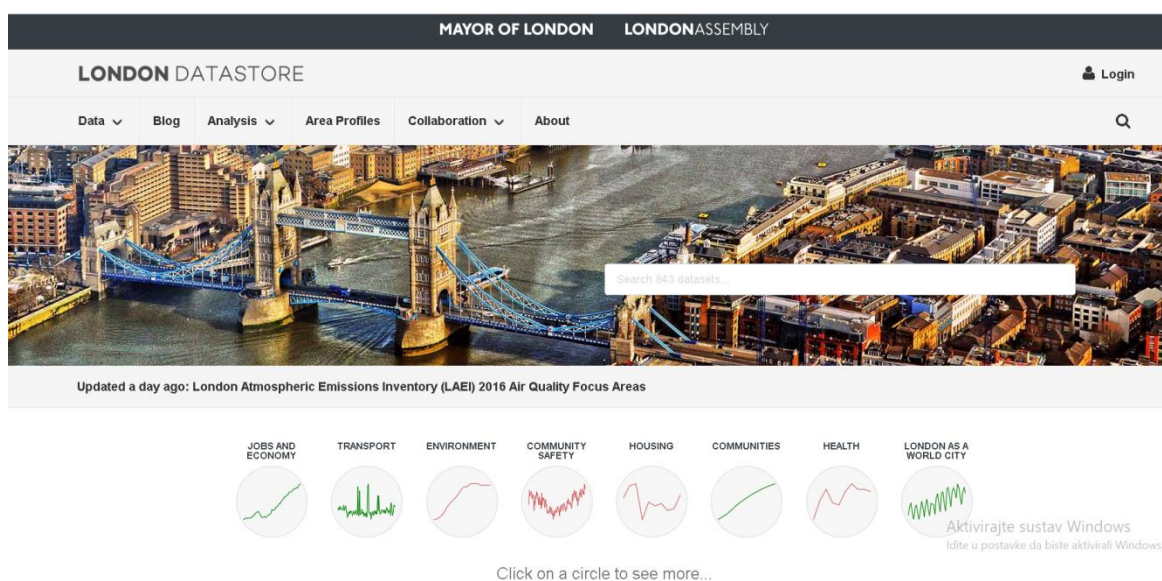 MAYOR OF LONDON LONDONASSEMBLY
LONDON DATASTORE
Login
Data Blog Analysis Area Profiles Collaboration About
Search 843 datasets...
Updated a day ago: London Atmospheric Emissions Inventory (LAEI) 2016 Air Quality Focus Areas
JOBS AND ECONOMY
TRANSPORT
ENVIRONMENT
COMMUNITY SAFETY
HOUSING
COMMUNITIES
HEALTH
LONDON AS A WORLD CITY
Aktivirajte sustav Windows
Idite u postavke da biste aktivirali Windows
Click on a circle to see more...